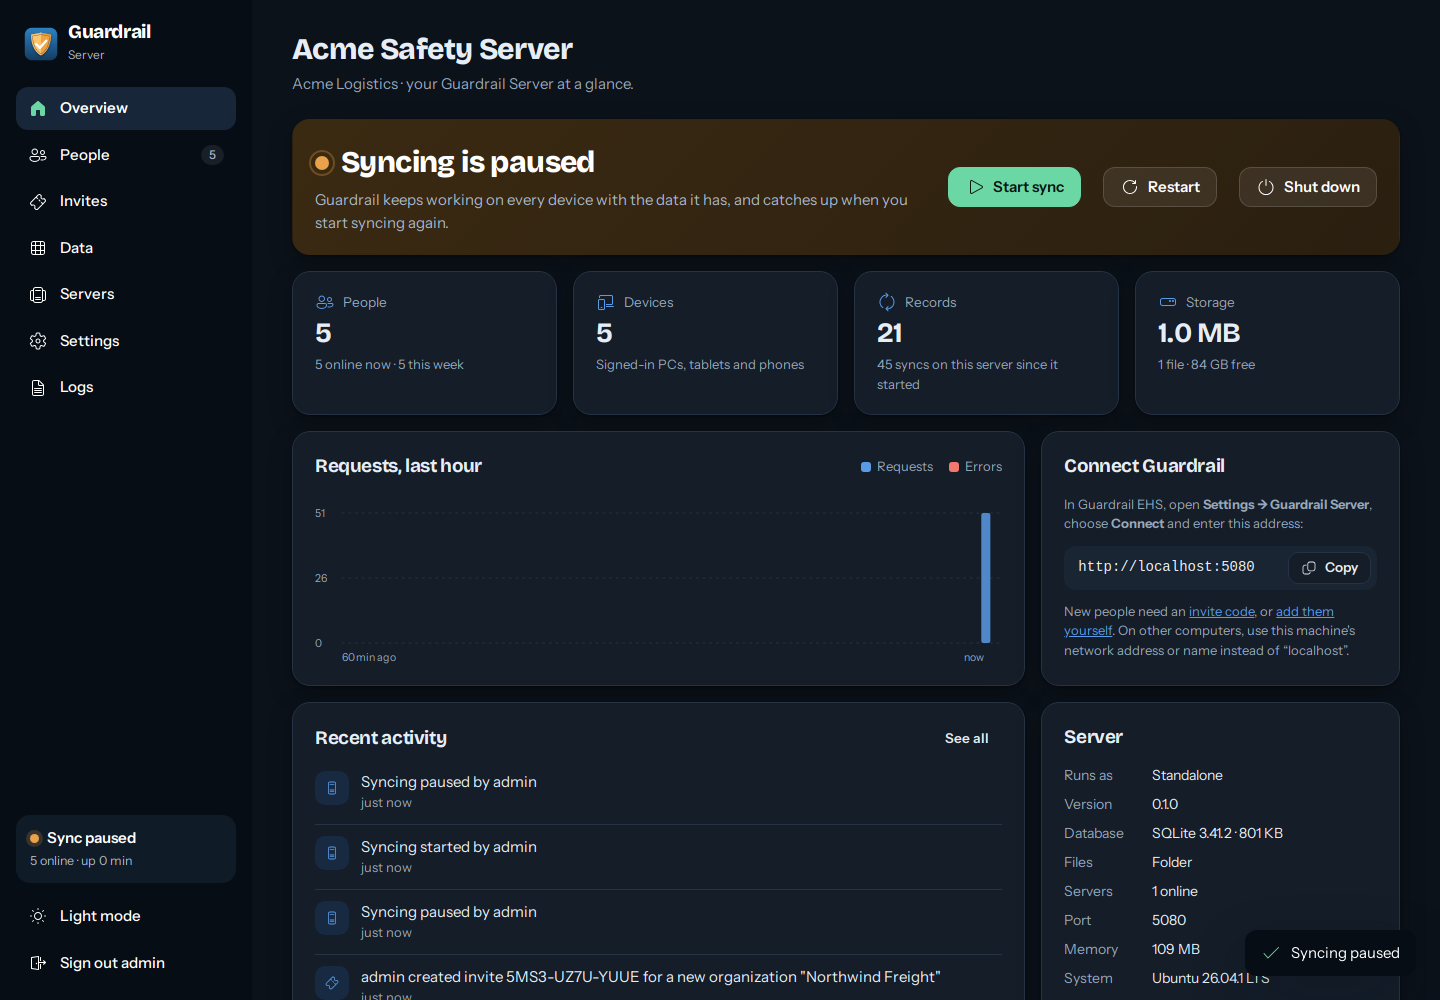 Guardrail
Server
Overview
People 5
Invites
Data
Servers
Settings
Logs
Sync paused
5 online · up 0 min
Light mode
Sign out admin
Acme Safety Server
Acme Logistics · your Guardrail Server at a glance.
Syncing is paused
Guardrail keeps working on every device with the data it has, and catches up when you
start syncing again.
Start sync
Restart
Shut down
People
5
5 online now · 5 this week
Devices
5
Signed-in PCs, tablets and phones
Records
21
45 syncs on this server since it
started
Storage
1.0 MB
1 file · 84 GB free
Requests, last hour
Requests Errors
51
26
0
60 min ago now
Connect Guardrail
In Guardrail EHS, open Settings → Guardrail Server,
choose Connect and enter this address:
http://localhost:5080 Copy
New people need an invite code, or add them
yourself. On other computers, use this machine's
network address or name instead of “localhost”.
Recent activity See all
Syncing paused by admin
just now
Syncing started by admin
just now
Syncing paused by admin
just now
admin created invite 5MS3-UZ7U-YUUE for a new organization "Northwind Freight"
just now
Server
Runs as Standalone
Version 0.1.0
Database SQLite 3.41.2 · 801 KB
Files Folder
Servers 1 online
Port 5080
Memory 109 MB
System Ubuntu 26.04.1 LTS
Syncing paused